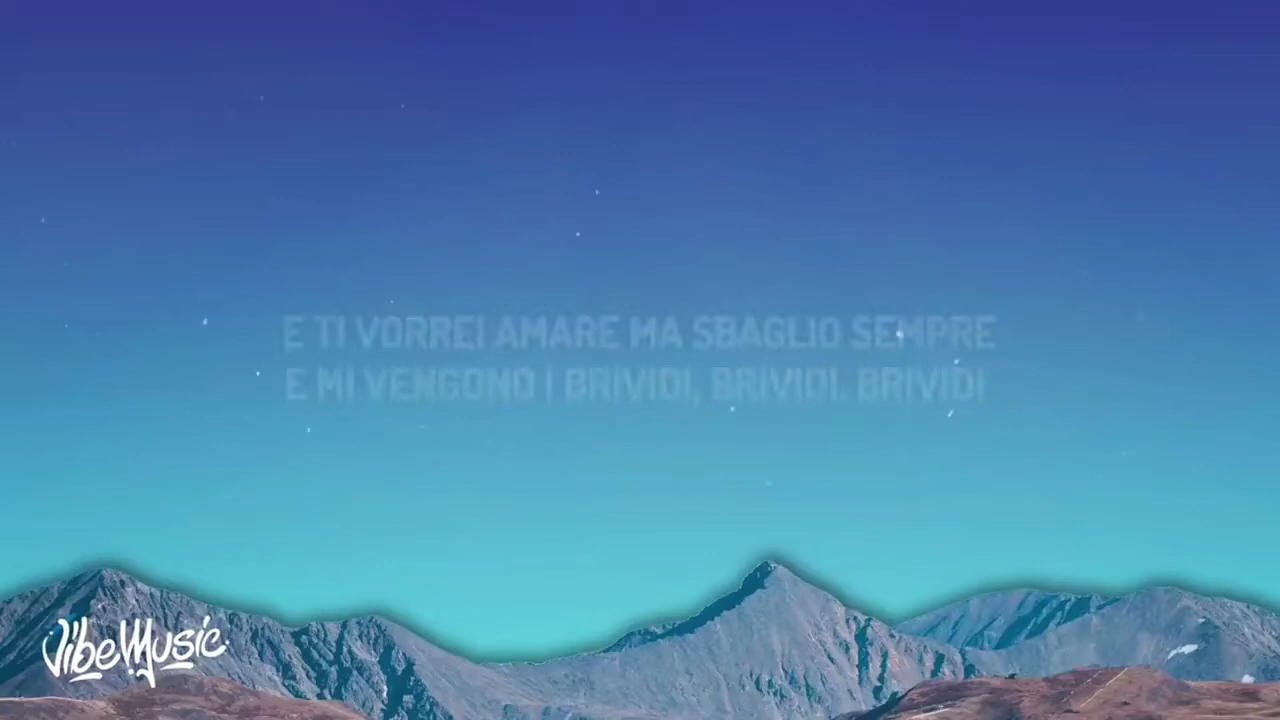 E TI VORREI AMARE MA SBAGLIO SEMPRE
E MI VENGONO I BRIVIDI, BRIVIDI, BRIVIDI
VibeMusic